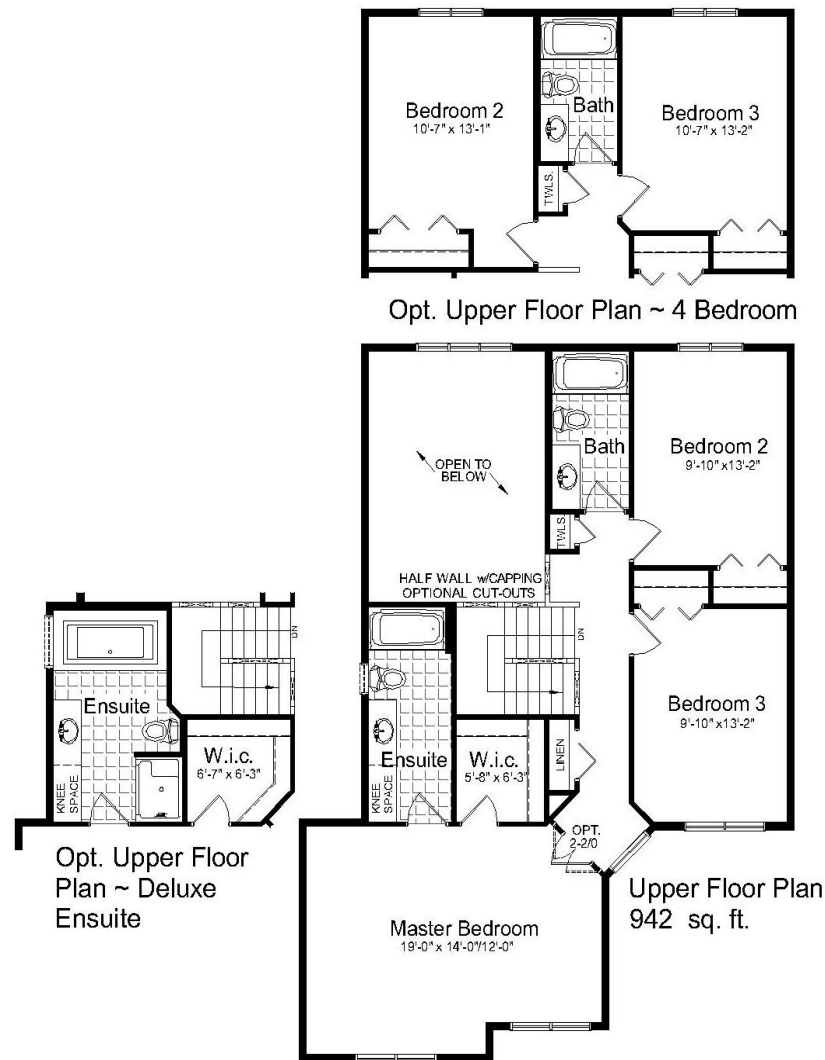 Bedroom 2
10'-7" x 13'-1"
Bath
Bedroom 3
10'-7" x 13'-2"
TWLS.
Opt. Upper Floor Plan ~ 4 Bedroom
OPEN TO
BELOW
Bath
Bedroom 2
9'-10" x13'-2"
TWLS.
HALF WALL w/CAPPING
OPTIONAL CUT-OUTS
DN
DN
Ensuite
W.i.c.
6'-7" x 6'-3"
KNEE
SPACE
Ensuite
KNEE
SPACE
W.i.c.
5'-8" x 6'-3"
LINEN
Bedroom 3
9'-10" x13'-2"
OPT.
2-2/0
Opt. Upper Floor
Plan ~ Deluxe
Ensuite
Master Bedroom
19'-0" x 14'-0"/12'-0"
Upper Floor Plan
942 sq. ft.